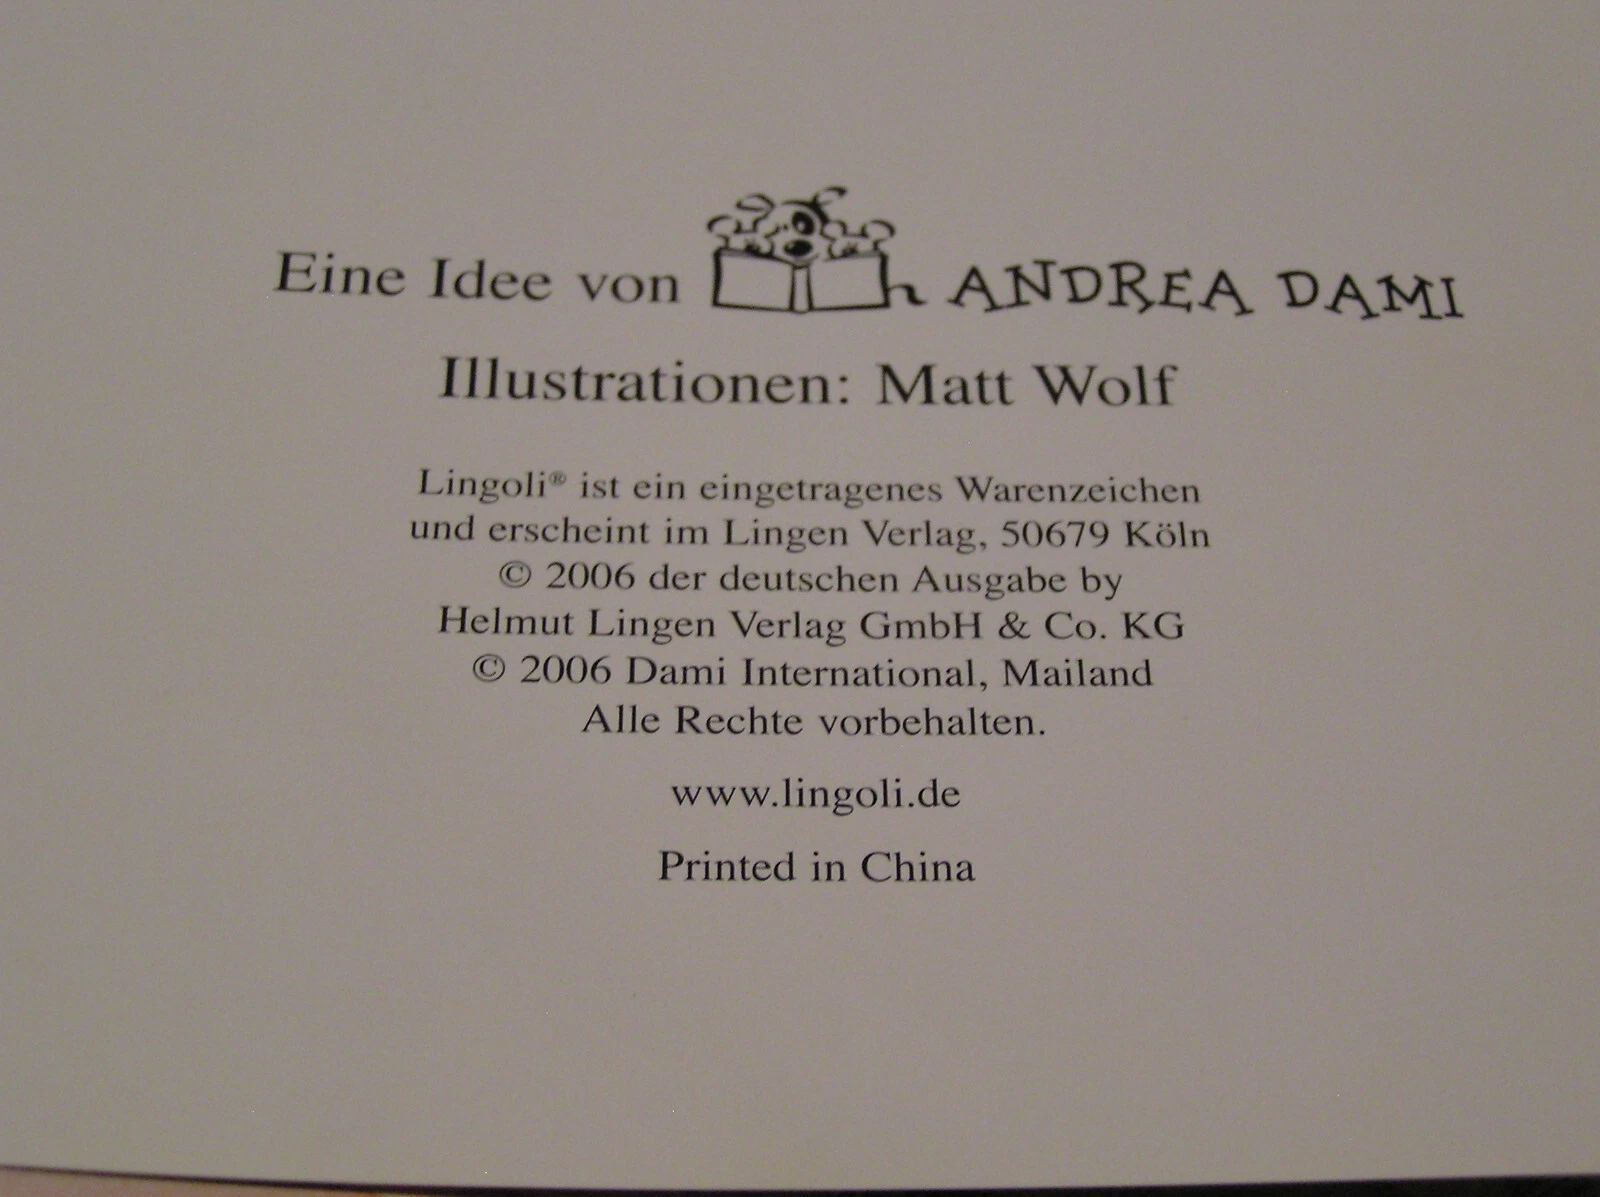 Eine Idee von ANDREA DAMI
Illustrationen: Matt Wolf
Lingoli® ist ein eingetragenes Warenzeichen
und erscheint im Lingen Verlag, 50679 Köln
© 2006 der deutschen Ausgabe by
Helmut Lingen Verlag GmbH & Co. KG
© 2006 Dami International, Mailand
Alle Rechte vorbehalten.
www.lingoli.de
Printed in China